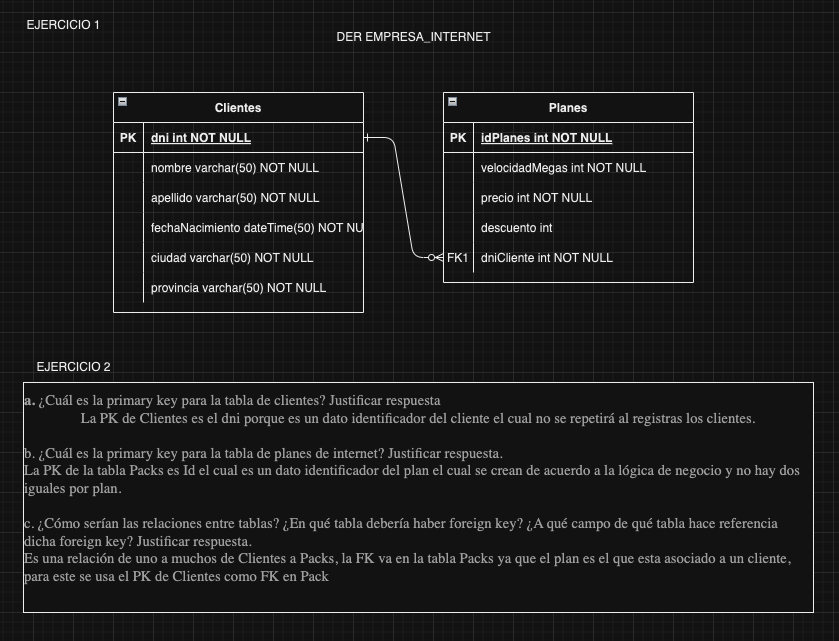 EJERCICIO 1
DER EMPRESA_INTERNET
Clientes
PK dni int NOT NULL
nombre varchar(50) NOT NULL
apellido varchar(50) NOT NULL
fechaNacimiento dateTime(50) NOT NU
ciudad varchar(50) NOT NULL
provincia varchar(50) NOT NULL
Planes
PK idPlanes int NOT NULL
velocidadMegas int NOT NULL
precio int NOT NULL
descuento int
FK1 dniCliente int NOT NULL
EJERCICIO 2
a. ¿Cuál es la primary key para la tabla de clientes? Justificar respuesta
La PK de Clientes es el dni porque es un dato identificador del cliente el cual no se repetirá al registras los clientes.
b. ¿Cuál es la primary key para la tabla de planes de internet? Justificar respuesta.
La PK de la tabla Packs es Id el cual es un dato identificador del plan el cual se crean de acuerdo a la lógica de negocio y no hay dos
iguales por plan.
c. ¿Cómo serían las relaciones entre tablas? ¿En qué tabla debería haber foreign key? ¿A qué campo de qué tabla hace referencia
dicha foreign key? Justificar respuesta.
Es una relación de uno a muchos de Clientes a Packs, la FK va en la tabla Packs ya que el plan es el que esta asociado a un cliente,
para este se usa el PK de Clientes como FK en Pack